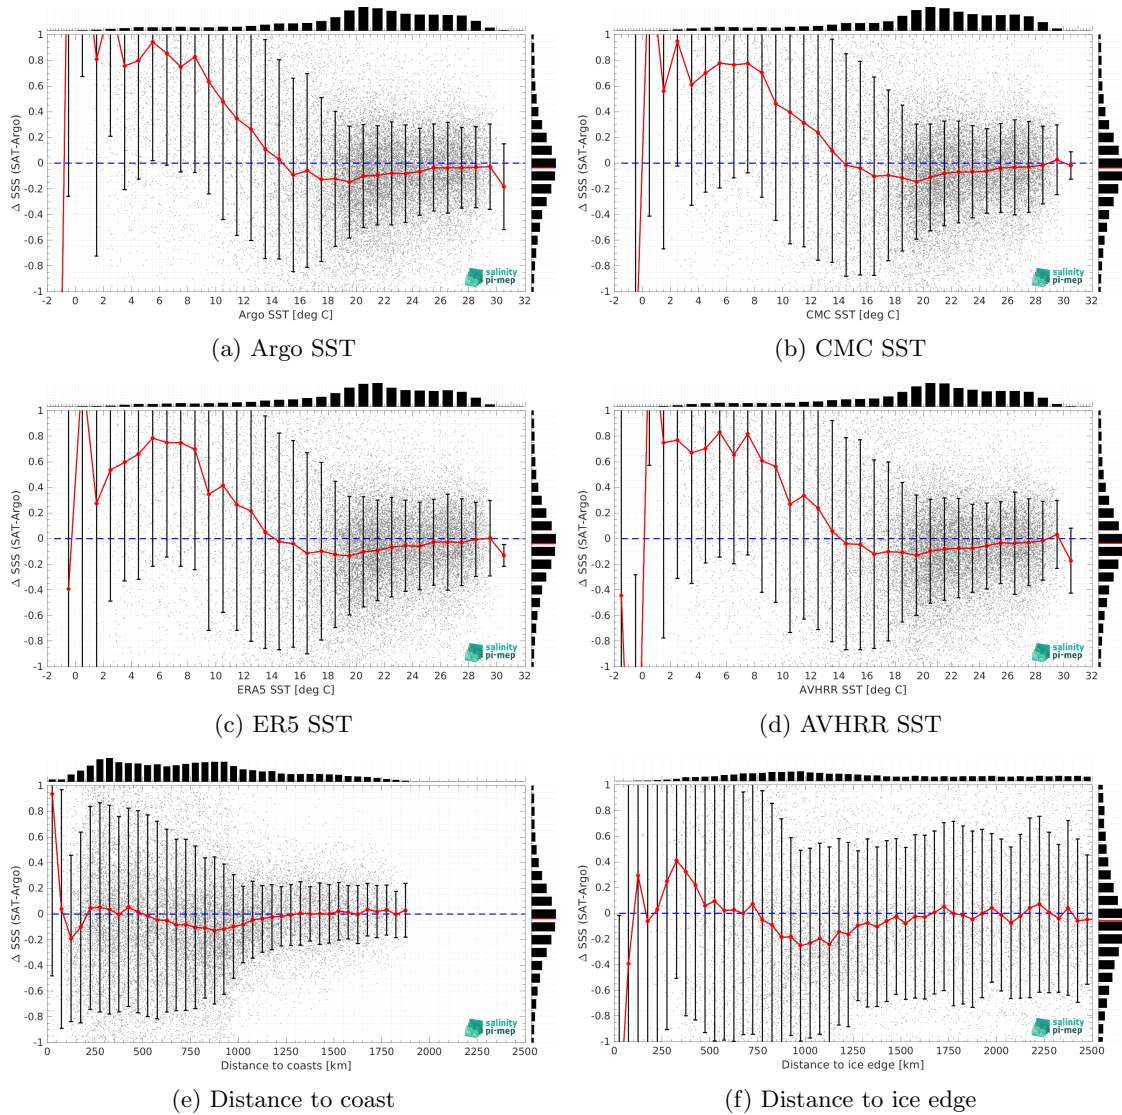 1
0.8
0.6
0.4
0.2
0
-0.2
-0.4
-0.6
-0.8
-1
Δ SSS (SAT-Argo)
-2 0 2 4 6 8 10 12 14 16 18 20 22 24 26 28 30 32
Argo SST [deg C]
salinity
pi-mep
(a) Argo SST
1
0.8
0.6
0.4
0.2
0
-0.2
-0.4
-0.6
-0.8
-1
Δ SSS (SAT-Argo)
-2 0 2 4 6 8 10 12 14 16 18 20 22 24 26 28 30 32
CMC SST [deg C]
salinity
pi-mep
(b) CMC SST
1
0.8
0.6
0.4
0.2
0
-0.2
-0.4
-0.6
-0.8
-1
Δ SSS (SAT-Argo)
-2 0 2 4 6 8 10 12 14 16 18 20 22 24 26 28 30 32
ERA5 SST [deg C]
salinity
pi-mep
(c) ER5 SST
1
0.8
0.6
0.4
0.2
0
-0.2
-0.4
-0.6
-0.8
-1
Δ SSS (SAT-Argo)
-2 0 2 4 6 8 10 12 14 16 18 20 22 24 26 28 30 32
AVHRR SST [deg C]
salinity
pi-mep
(d) AVHRR SST
1
0.8
0.6
0.4
0.2
0
-0.2
-0.4
-0.6
-0.8
-1
Δ SSS (SAT-Argo)
0 250 500 750 1000 1250 1500 1750 2000 2250 2500
Distance to coasts [km]
salinity
pi-mep
(e) Distance to coast
1
0.8
0.6
0.4
0.2
0
-0.2
-0.4
-0.6
-0.8
-1
Δ SSS (SAT-Argo)
0 250 500 750 1000 1250 1500 1750 2000 2250 2500
Distance to ice edge [km]
salinity
pi-mep
(f) Distance to ice edge